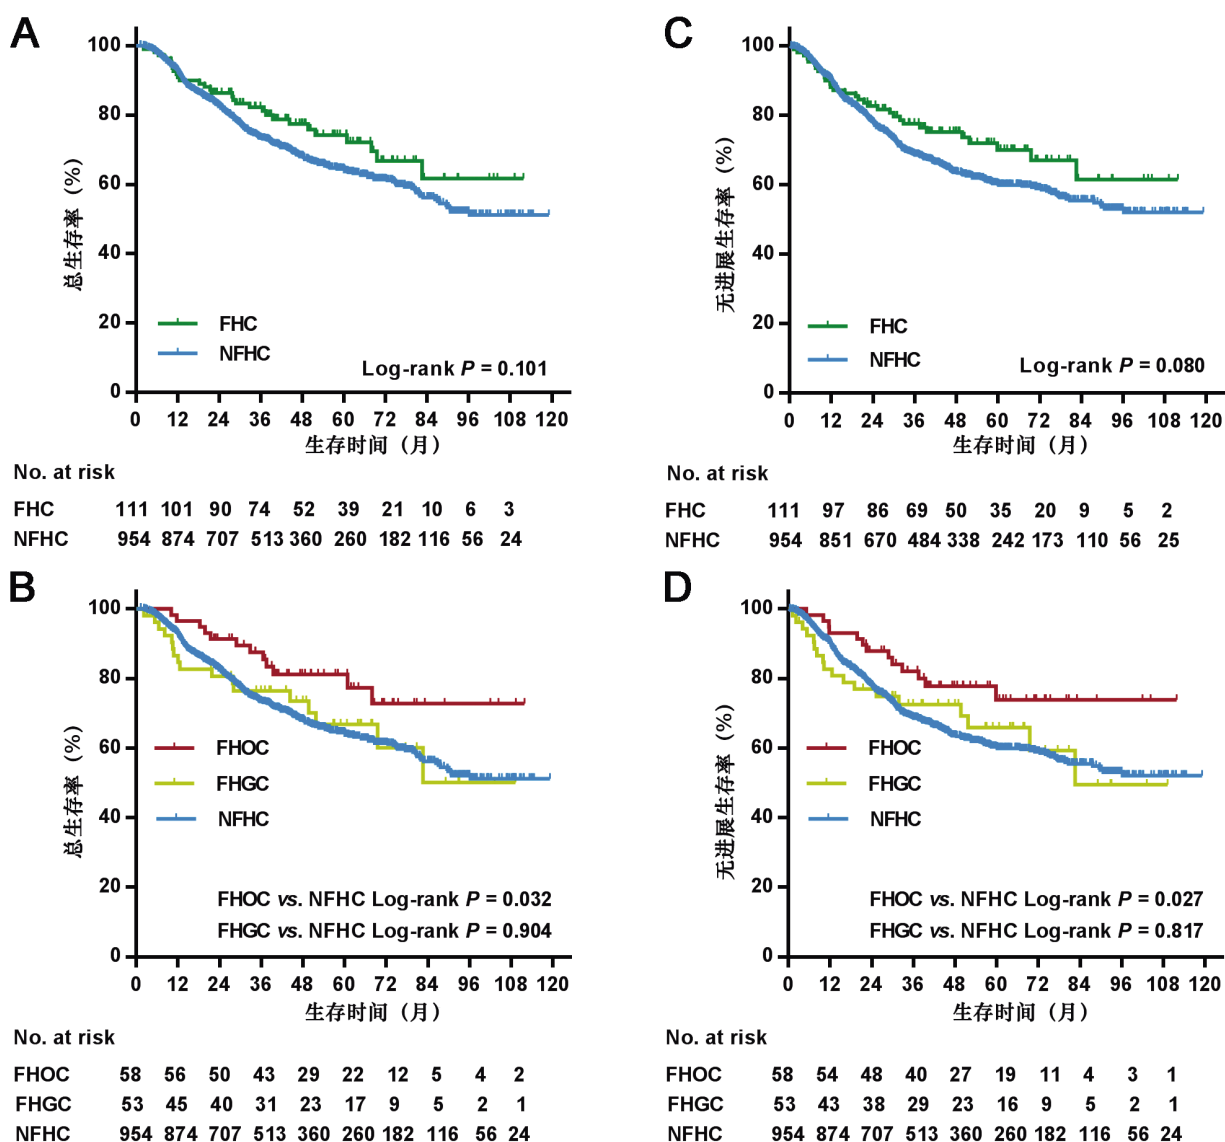 A
100
80
60
40
20
0
总生存率（%）
FHC
NFHC
Log-rank P = 0.101
0 12 24 36 48 60 72 84 96 108 120
生存时间（月）
No. at risk
FHC 111 101 90 74 52 39 21 10 6 3
NFHC 954 874 707 513 360 260 182 116 56 24
C
100
80
60
40
20
0
无进展生存率（%）
FHC
NFHC
Log-rank P = 0.080
0 12 24 36 48 60 72 84 96 108 120
生存时间（月）
No. at risk
FHC 111 97 86 69 50 35 20 9 5 2
NFHC 954 851 670 484 338 242 173 110 56 25
B
100
80
60
40
20
0
总生存率（%）
FHOC
FHGC
NFHC
FHOC vs. NFHC Log-rank P = 0.032
FHGC vs. NFHC Log-rank P = 0.904
0 12 24 36 48 60 72 84 96 108 120
生存时间（月）
No. at risk
FHOC 58 56 50 43 29 22 12 5 4 2
FHGC 53 45 40 31 23 17 9 5 2 1
NFHC 954 874 707 513 360 260 182 116 56 24
D
100
80
60
40
20
0
无进展生存率（%）
FHOC
FHGC
NFHC
FHOC vs. NFHC Log-rank P = 0.027
FHGC vs. NFHC Log-rank P = 0.817
0 12 24 36 48 60 72 84 96 108 120
生存时间（月）
No. at risk
FHOC 58 54 48 40 27 19 11 4 3 1
FHGC 53 43 38 29 23 16 9 5 2 1
NFHC 954 874 707 513 360 260 182 116 56 24